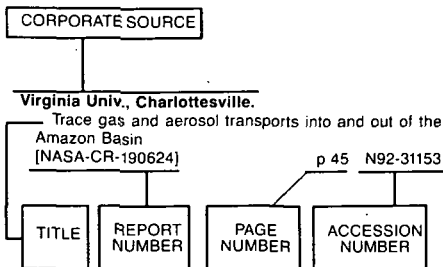 CORPORATE SOURCE
Virginia Univ., Charlottesville.
Trace gas and aerosol transports into and out of the
Amazon Basin
[NASA-CR-190624] p 45 N92-31153
TITLE REPORT NUMBER PAGE NUMBER ACCESSION NUMBER